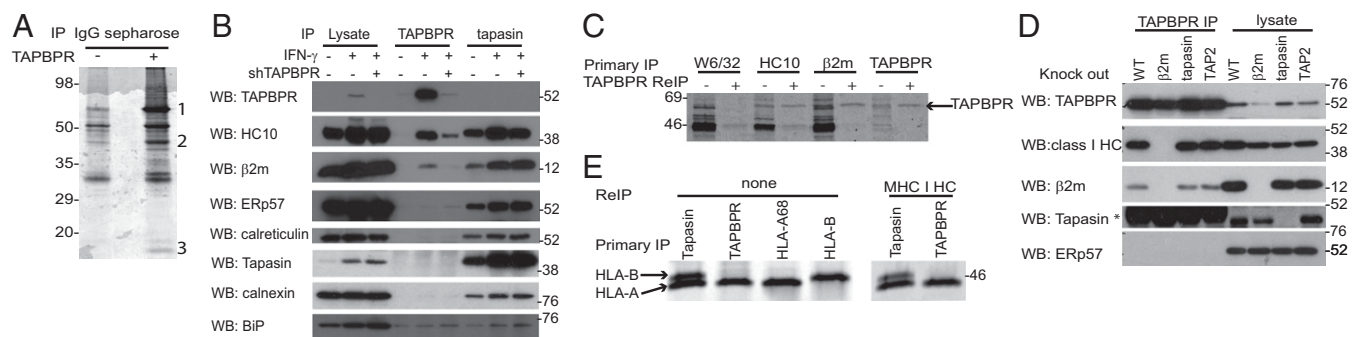 A
IP IgG sepharose
TAPBPR - +
98-
50-
35-
29-
20-
1
2
3
B
IP Lysate TAPBPR tapasin
IFN-γ - + + - + + - + +
shTAPBPR + + +
WB: TAPBPR -52
WB: HC10 -38
WB: β2m -12
WB: ERp57 -52
WB: calreticulin -52
WB: Tapasin -38
WB: calnexin -76
WB: BiP -76
C
Primary IP W6/32 HC10 β2m TAPBPR
TAPBPR ReIP - + - + - + - +
69-
46-
TAPBPR
E
ReIP none MHC I HC
Primary IP Tapasin TAPBPR HLA-A68 HLA-B Tapasin TAPBPR
HLA-B
HLA-A
-46
D
TAPBPR IP lysate
Knock out WT β2m tapasin TAP2 WT β2m tapasin TAP2
-76
WB: TAPBPR
-52
-52
WB:class I HC
-38
WB: β2m -12
-52
WB: Tapasin *
-38
-76
WB: ERp57 -52